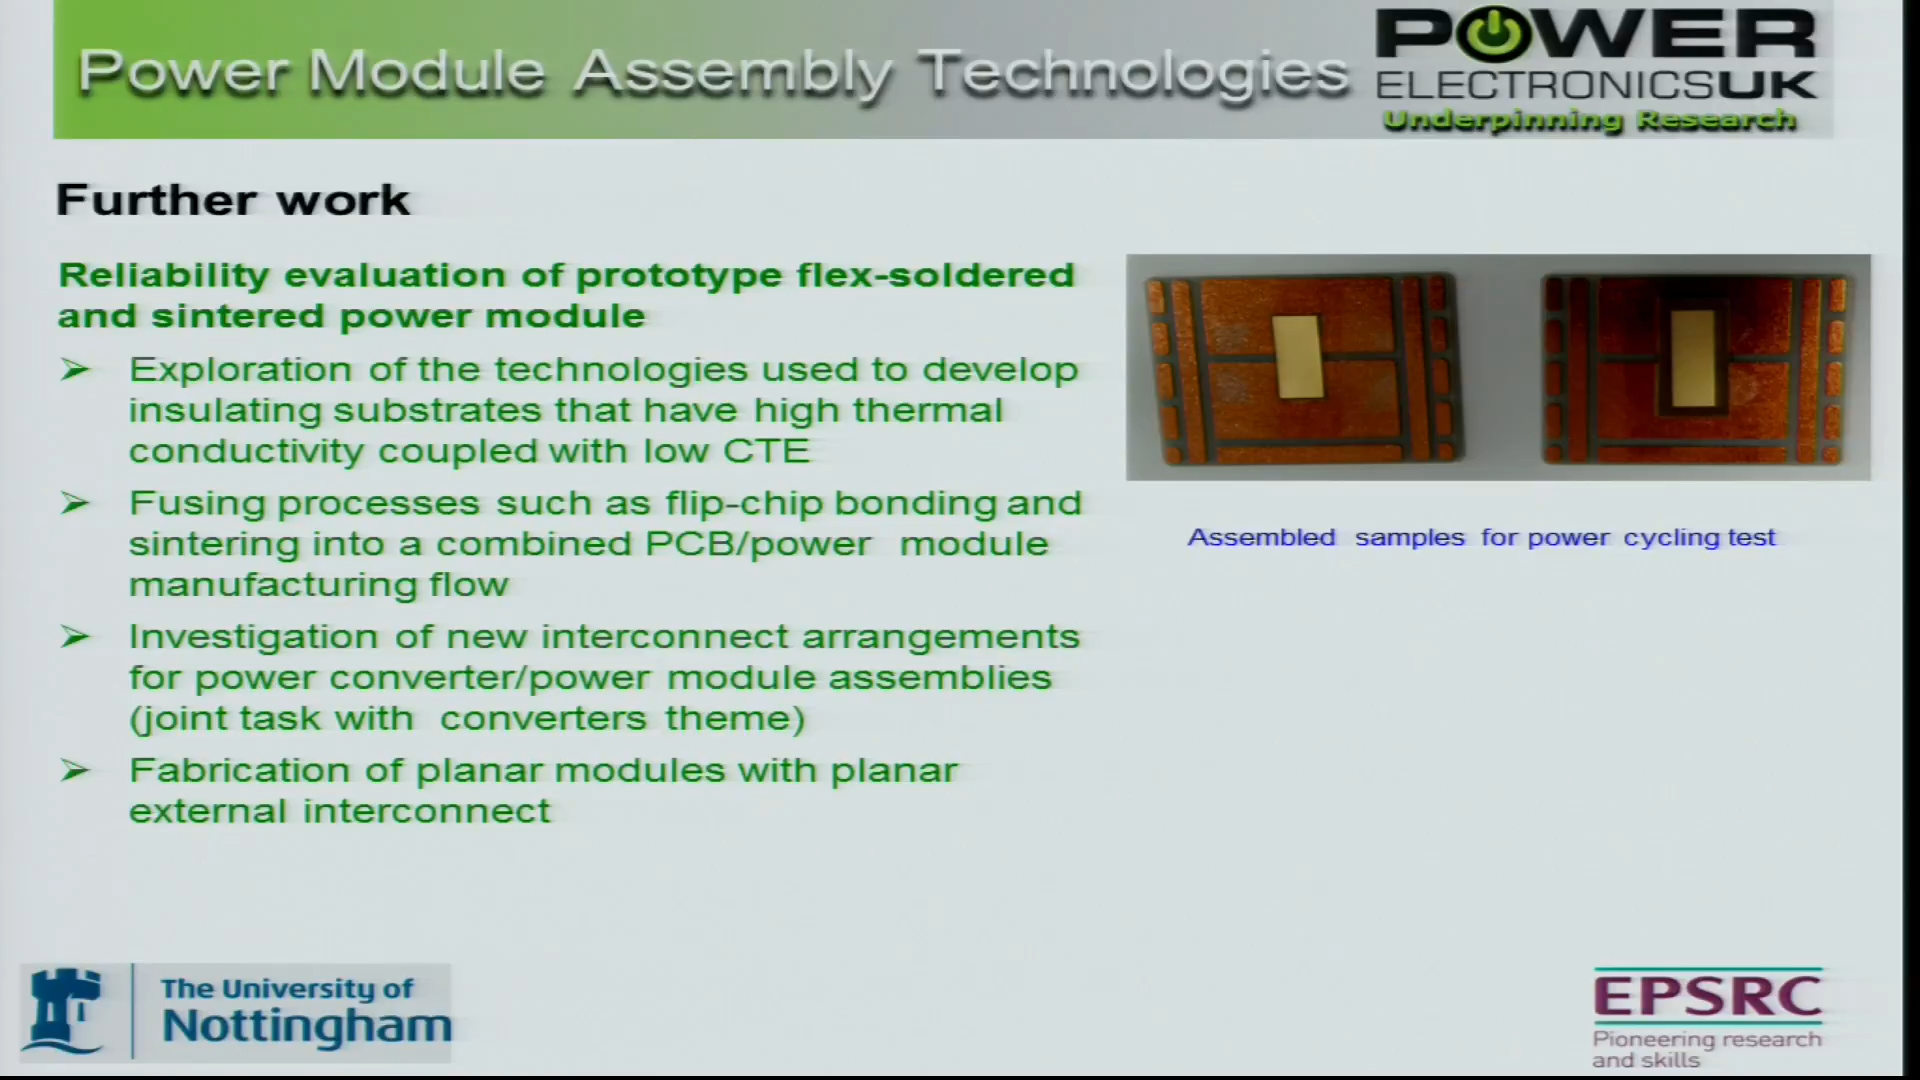 Power Module Assembly Technologies
POWER
ELECTRONICSUK
Underpinning Research
Further work
Reliability evaluation of prototype flex-soldered
and sintered power module
➢ Exploration of the technologies used to develop
insulating substrates that have high thermal
conductivity coupled with low CTE
➢ Fusing processes such as flip-chip bonding and
sintering into a combined PCB/power module
manufacturing flow
➢ Investigation of new interconnect arrangements
for power converter/power module assemblies
(joint task with converters theme)
➢ Fabrication of planar modules with planar
external interconnect
Assembled samples for power cycling test
The University of
Nottingham
EPSRC
Pioneering research
and skills